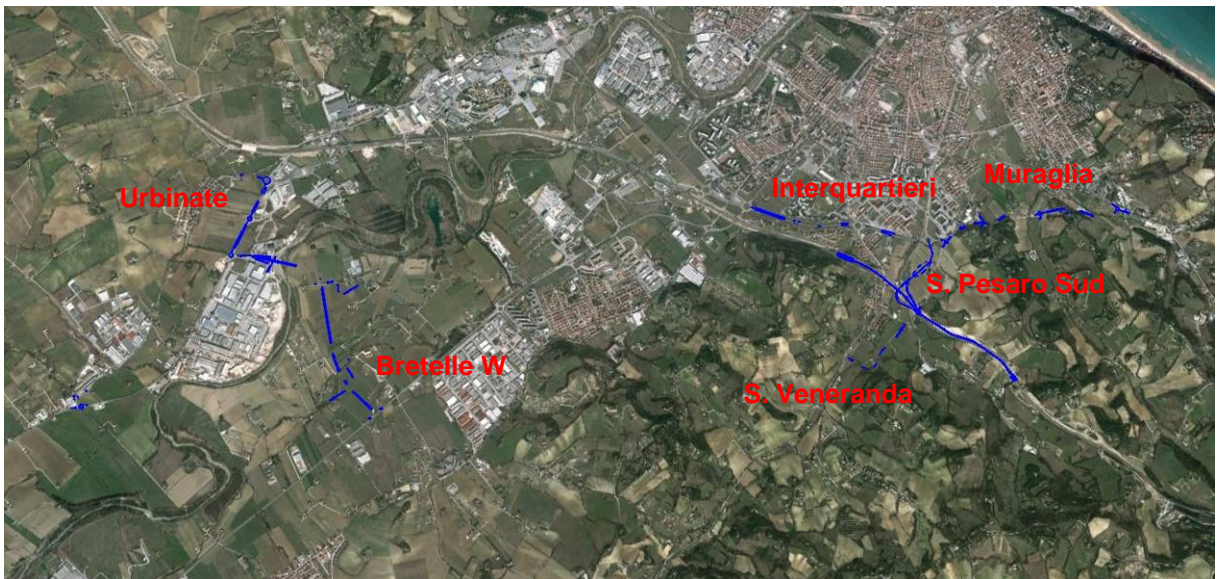 Urbinate
Interquartieri
Muraglia
S. Pesaro Sud
Bretelle W
S. Veneranda